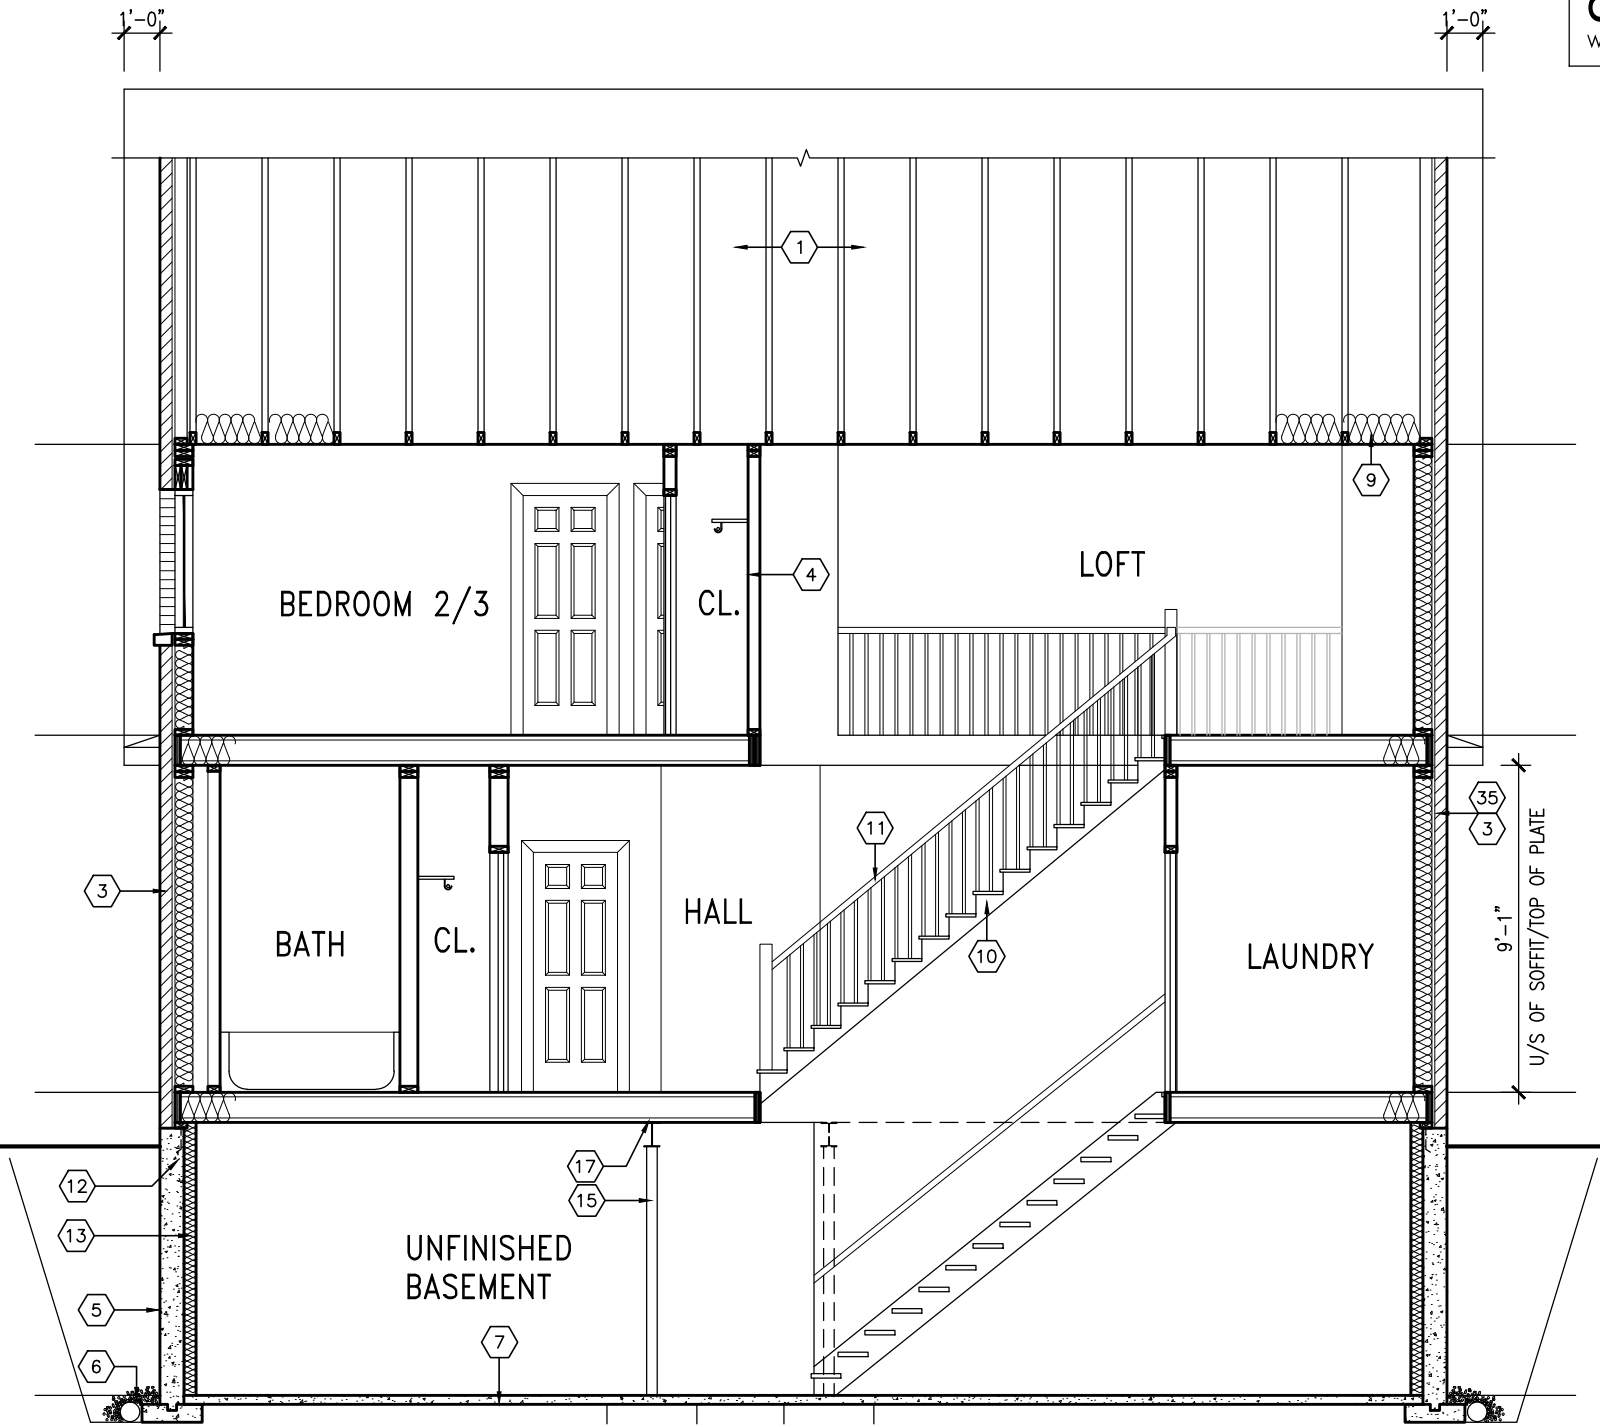 1'-0"
1'-0"
1
9
4
LOFT
BEDROOM 2/3
CL.
35
3
11
3
HALL
BATH
CL.
10
LAUNDRY
9'-1"
U/S OF SOFFIT/TOP OF PLATE
17
12
15
13
UNFINISHED
BASEMENT
5
7
6